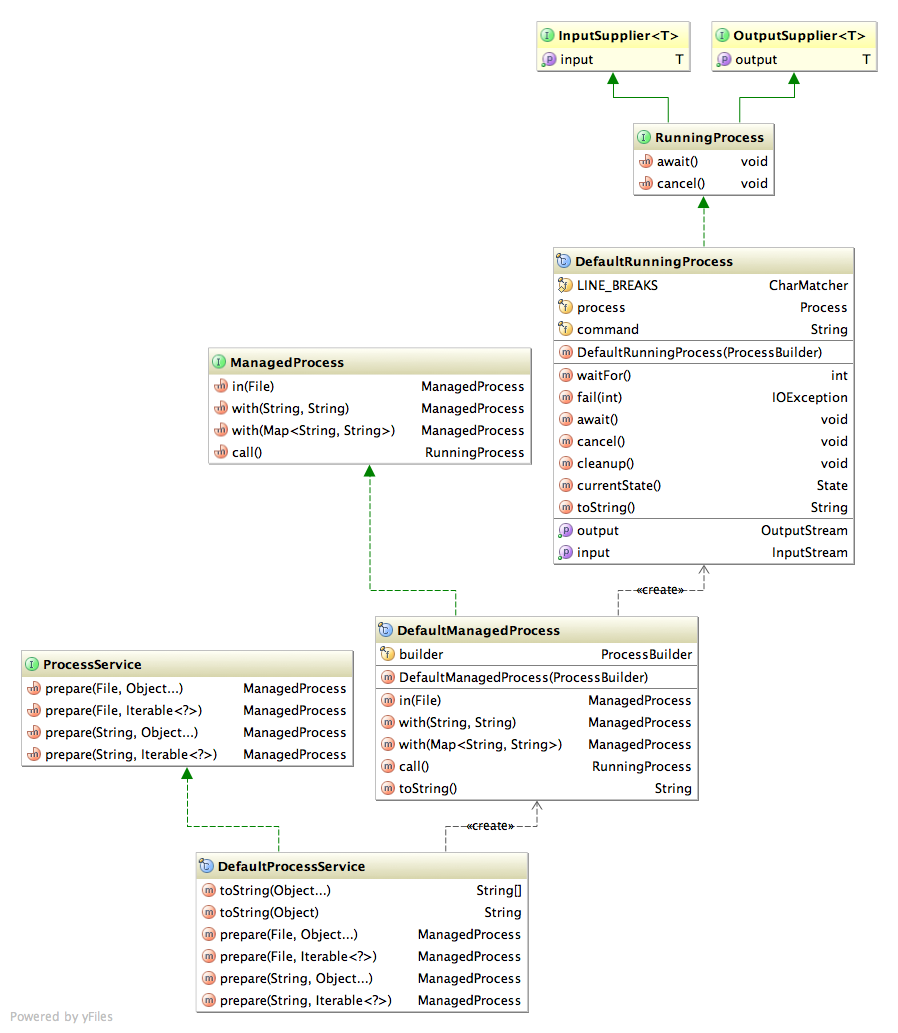 InputSupplier<T>
input T
OutputSupplier<T>
output T
RunningProcess
await() void
cancel() void
DefaultRunningProcess
LINE_BREAKS CharMatcher
process Process
command String
DefaultRunningProcess(ProcessBuilder)
waitFor() int
fail(int) IOException
await() void
cancel() void
cleanup() void
currentState() State
toString() String
output OutputStream
input InputStream
ManagedProcess
in(File) ManagedProcess
with(String, String) ManagedProcess
with(Map<String, String>) ManagedProcess
call() RunningProcess
«create»
DefaultManagedProcess
builder ProcessBuilder
DefaultManagedProcess(ProcessBuilder)
in(File) ManagedProcess
with(String, String) ManagedProcess
with(Map<String, String>) ManagedProcess
call() RunningProcess
toString() String
ProcessService
prepare(File, Object...) ManagedProcess
prepare(File, Iterable<?>) ManagedProcess
prepare(String, Object...) ManagedProcess
prepare(String, Iterable<?>) ManagedProcess
«create»
DefaultProcessService
toString(Object...) String[]
toString(Object) String
prepare(File, Object...) ManagedProcess
prepare(File, Iterable<?>) ManagedProcess
prepare(String, Object...) ManagedProcess
prepare(String, Iterable<?>) ManagedProcess
Powered by yFiles